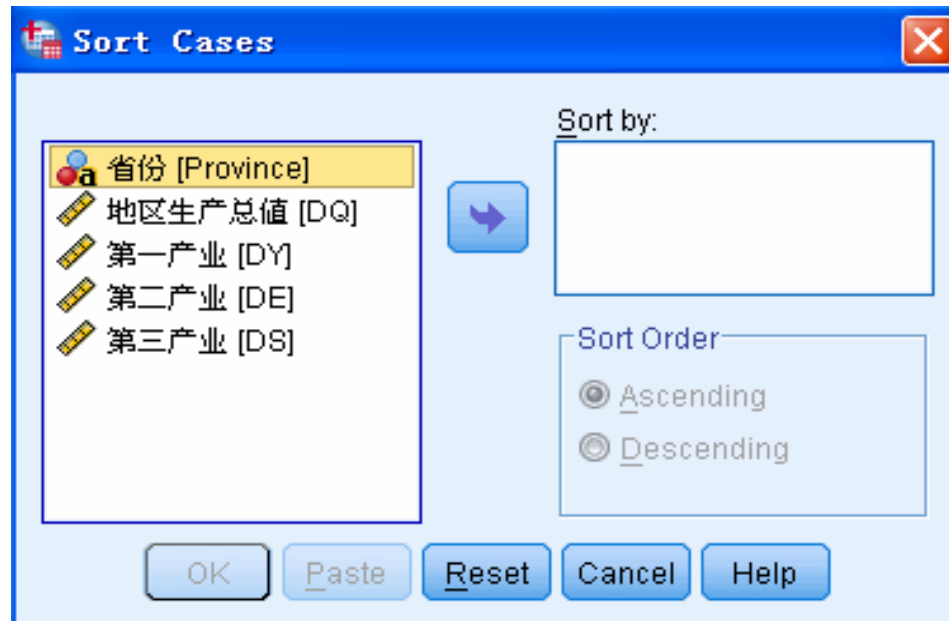 Sort Cases
省份 [Province]
地区生产总值 [DQ]
第一产业 [DY]
第二产业 [DE]
第三产业 [DS]
Sort by:
Sort Order
Ascending
Descending
OK Paste Reset Cancel Help